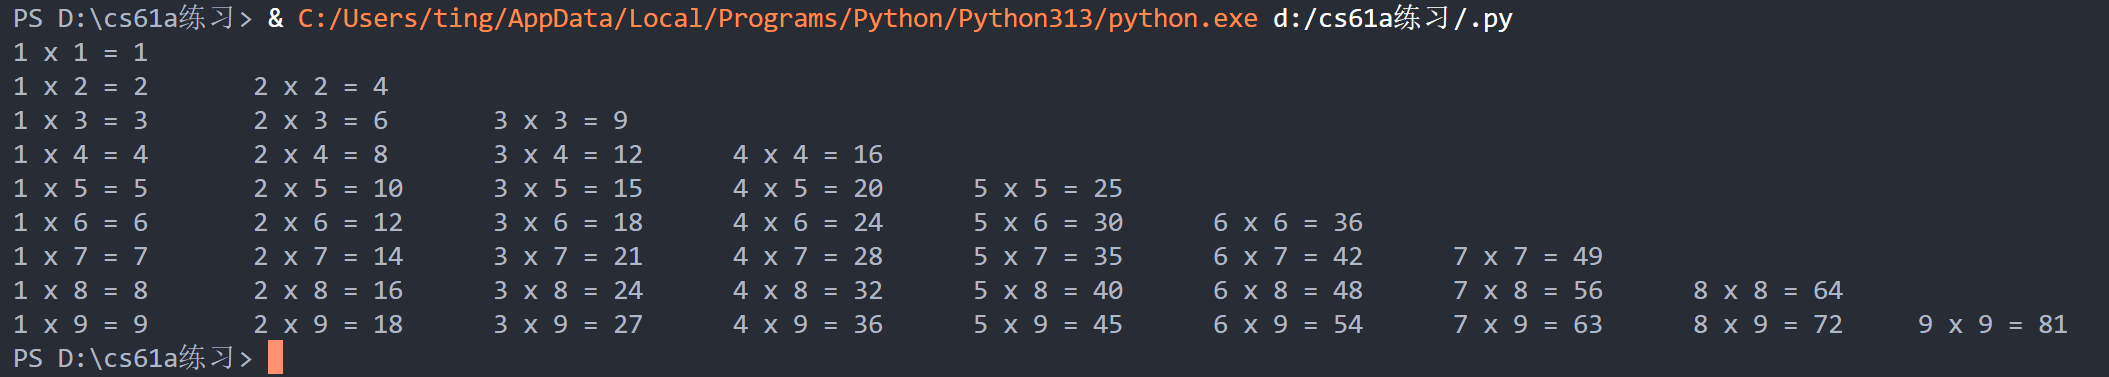 PS D:\cs61a练习> & C:/Users/ting/AppData/Local/Programs/Python/Python313/python.exe d:/cs61a练习/.py
1 x 1 = 1
1 x 2 = 2	2 x 2 = 4
1 x 3 = 3	2 x 3 = 6	3 x 3 = 9
1 x 4 = 4	2 x 4 = 8	3 x 4 = 12	4 x 4 = 16
1 x 5 = 5	2 x 5 = 10	3 x 5 = 15	4 x 5 = 20	5 x 5 = 25
1 x 6 = 6	2 x 6 = 12	3 x 6 = 18	4 x 6 = 24	5 x 6 = 30	6 x 6 = 36
1 x 7 = 7	2 x 7 = 14	3 x 7 = 21	4 x 7 = 28	5 x 7 = 35	6 x 7 = 42	7 x 7 = 49
1 x 8 = 8	2 x 8 = 16	3 x 8 = 24	4 x 8 = 32	5 x 8 = 40	6 x 8 = 48	7 x 8 = 56	8 x 8 = 64
1 x 9 = 9	2 x 9 = 18	3 x 9 = 27	4 x 9 = 36	5 x 9 = 45	6 x 9 = 54	7 x 9 = 63	8 x 9 = 72	9 x 9 = 81
PS D:\cs61a练习>